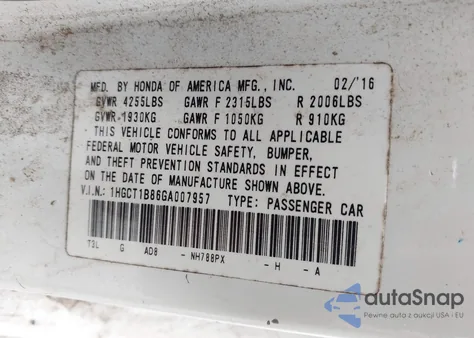 MFD. BY HONDA OF AMERICA MFG., INC. 02/'16
GVWR 4255LBS GAWR F 2315LBS R 2006LBS
GVWR 1930KG GAWR F 1050KG R 910KG
* THIS VEHICLE CONFORMS TO ALL APPLICABLE
FEDERAL MOTOR VEHICLE SAFETY, BUMPER,
AND THEFT PREVENTION STANDARDS IN EFFECT
ON THE DATE OF MANUFACTURE SHOWN ABOVE.
V.I.N.: 1HGCT1B86GA007957 TYPE: PASSENGER CAR
T3L G AD8 -NH788PX -H -A
autoSnap
Pewne auta z aukcji USA i EU